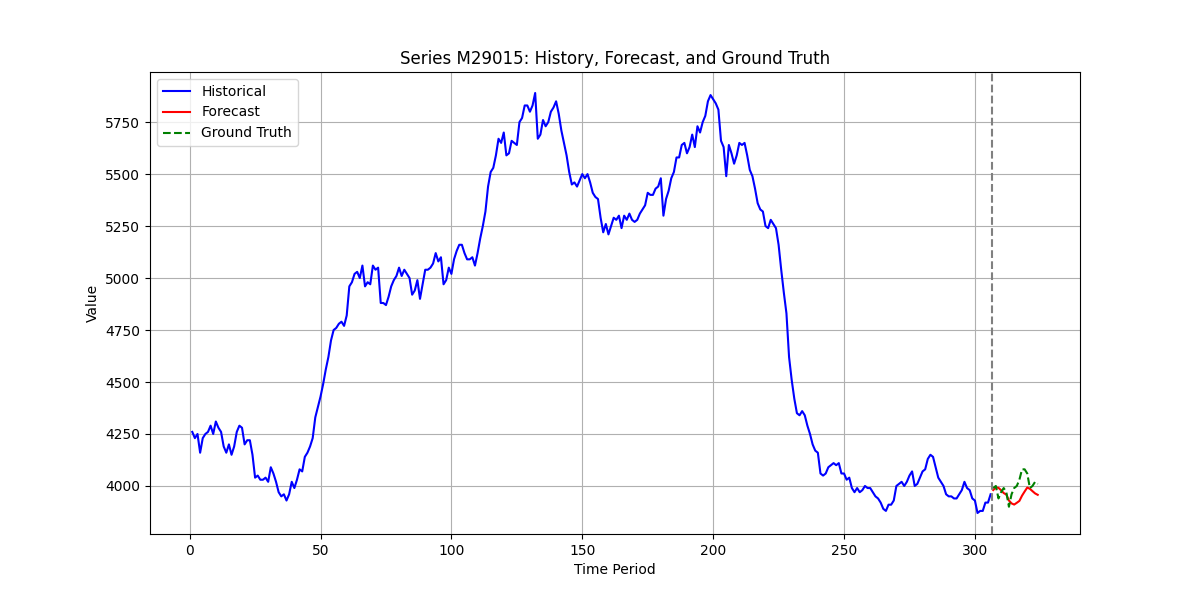 Series M29015: History, Forecast, and Ground Truth
Historical
Forecast
Ground Truth
Value
5750
5500
5250
5000
4750
4500
4250
4000
0 50 100 150 200 250 300
Time Period